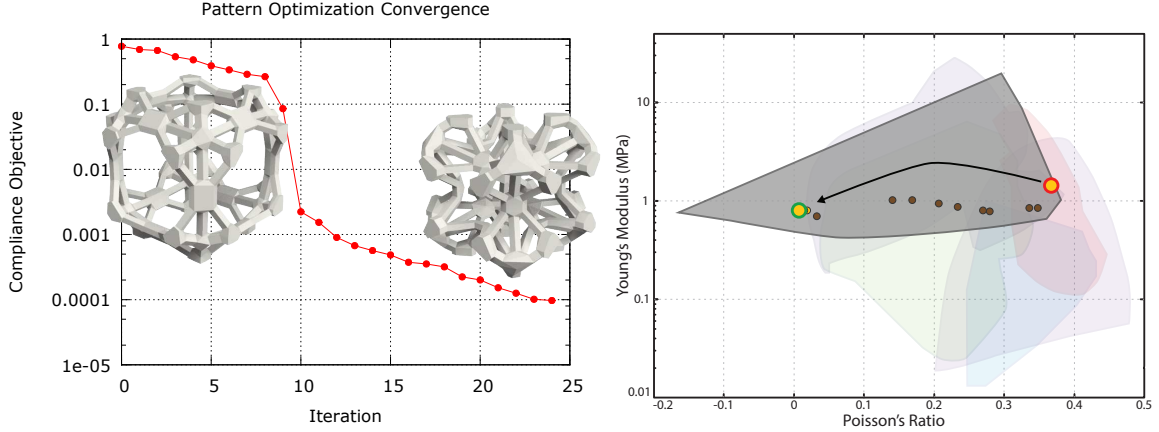 Pattern Optimization Convergence
Compliance Objective
1
0.1
0.01
0.001
0.0001
1e-05
0 5 10 15 20 25
Iteration
Young's Modulus (MPa)
10
1
0.1
0.01
-0.2 -0.1 0 0.1 0.2 0.3 0.4 0.5
Poisson's Ratio